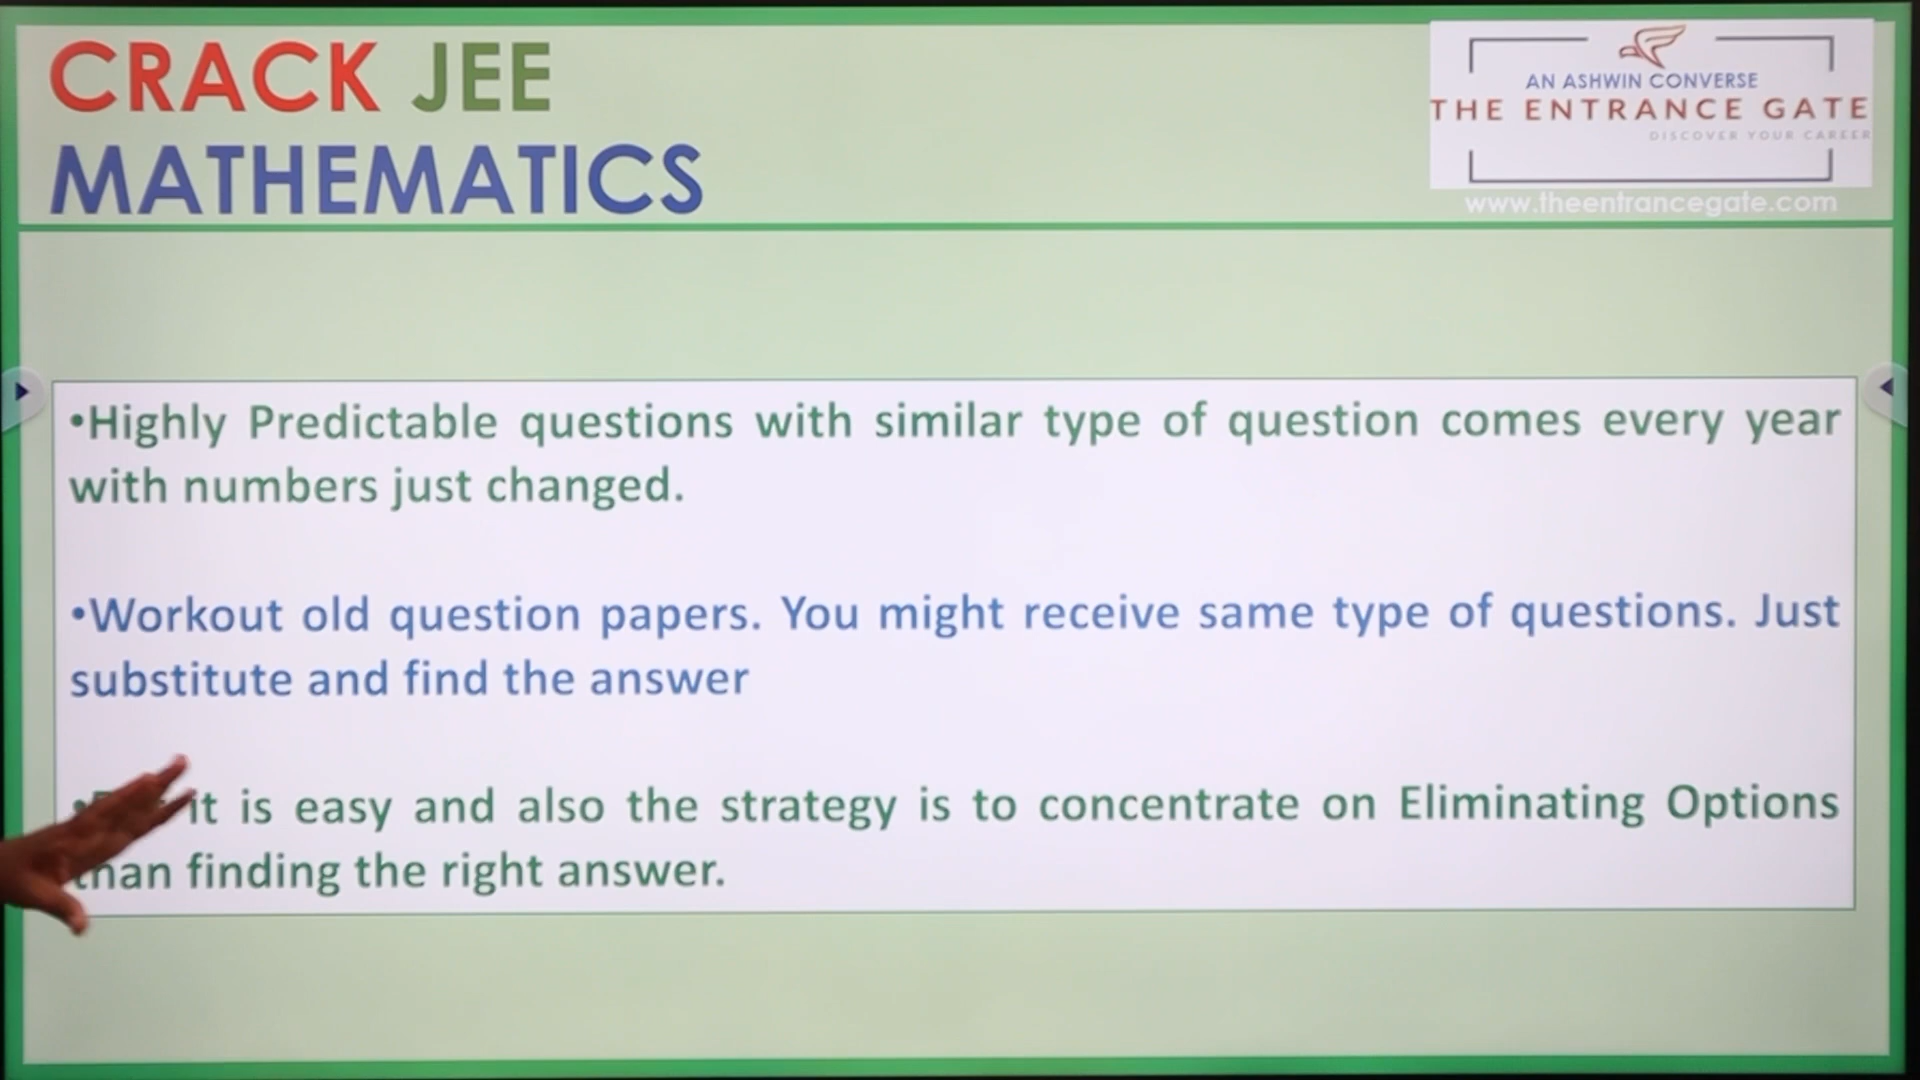 CRACK JEE
MATHEMATICS
AN ASHWIN CONVERSE
THE ENTRANCE GATE
DISCOVER YOUR CAREER
www.theentrancegate.com
•Highly Predictable questions with similar type of question comes every year
with numbers just changed.
•Workout old question papers. You might receive same type of questions. Just
substitute and find the answer
it is easy and also the strategy is to concentrate on Eliminating Options
than finding the right answer.